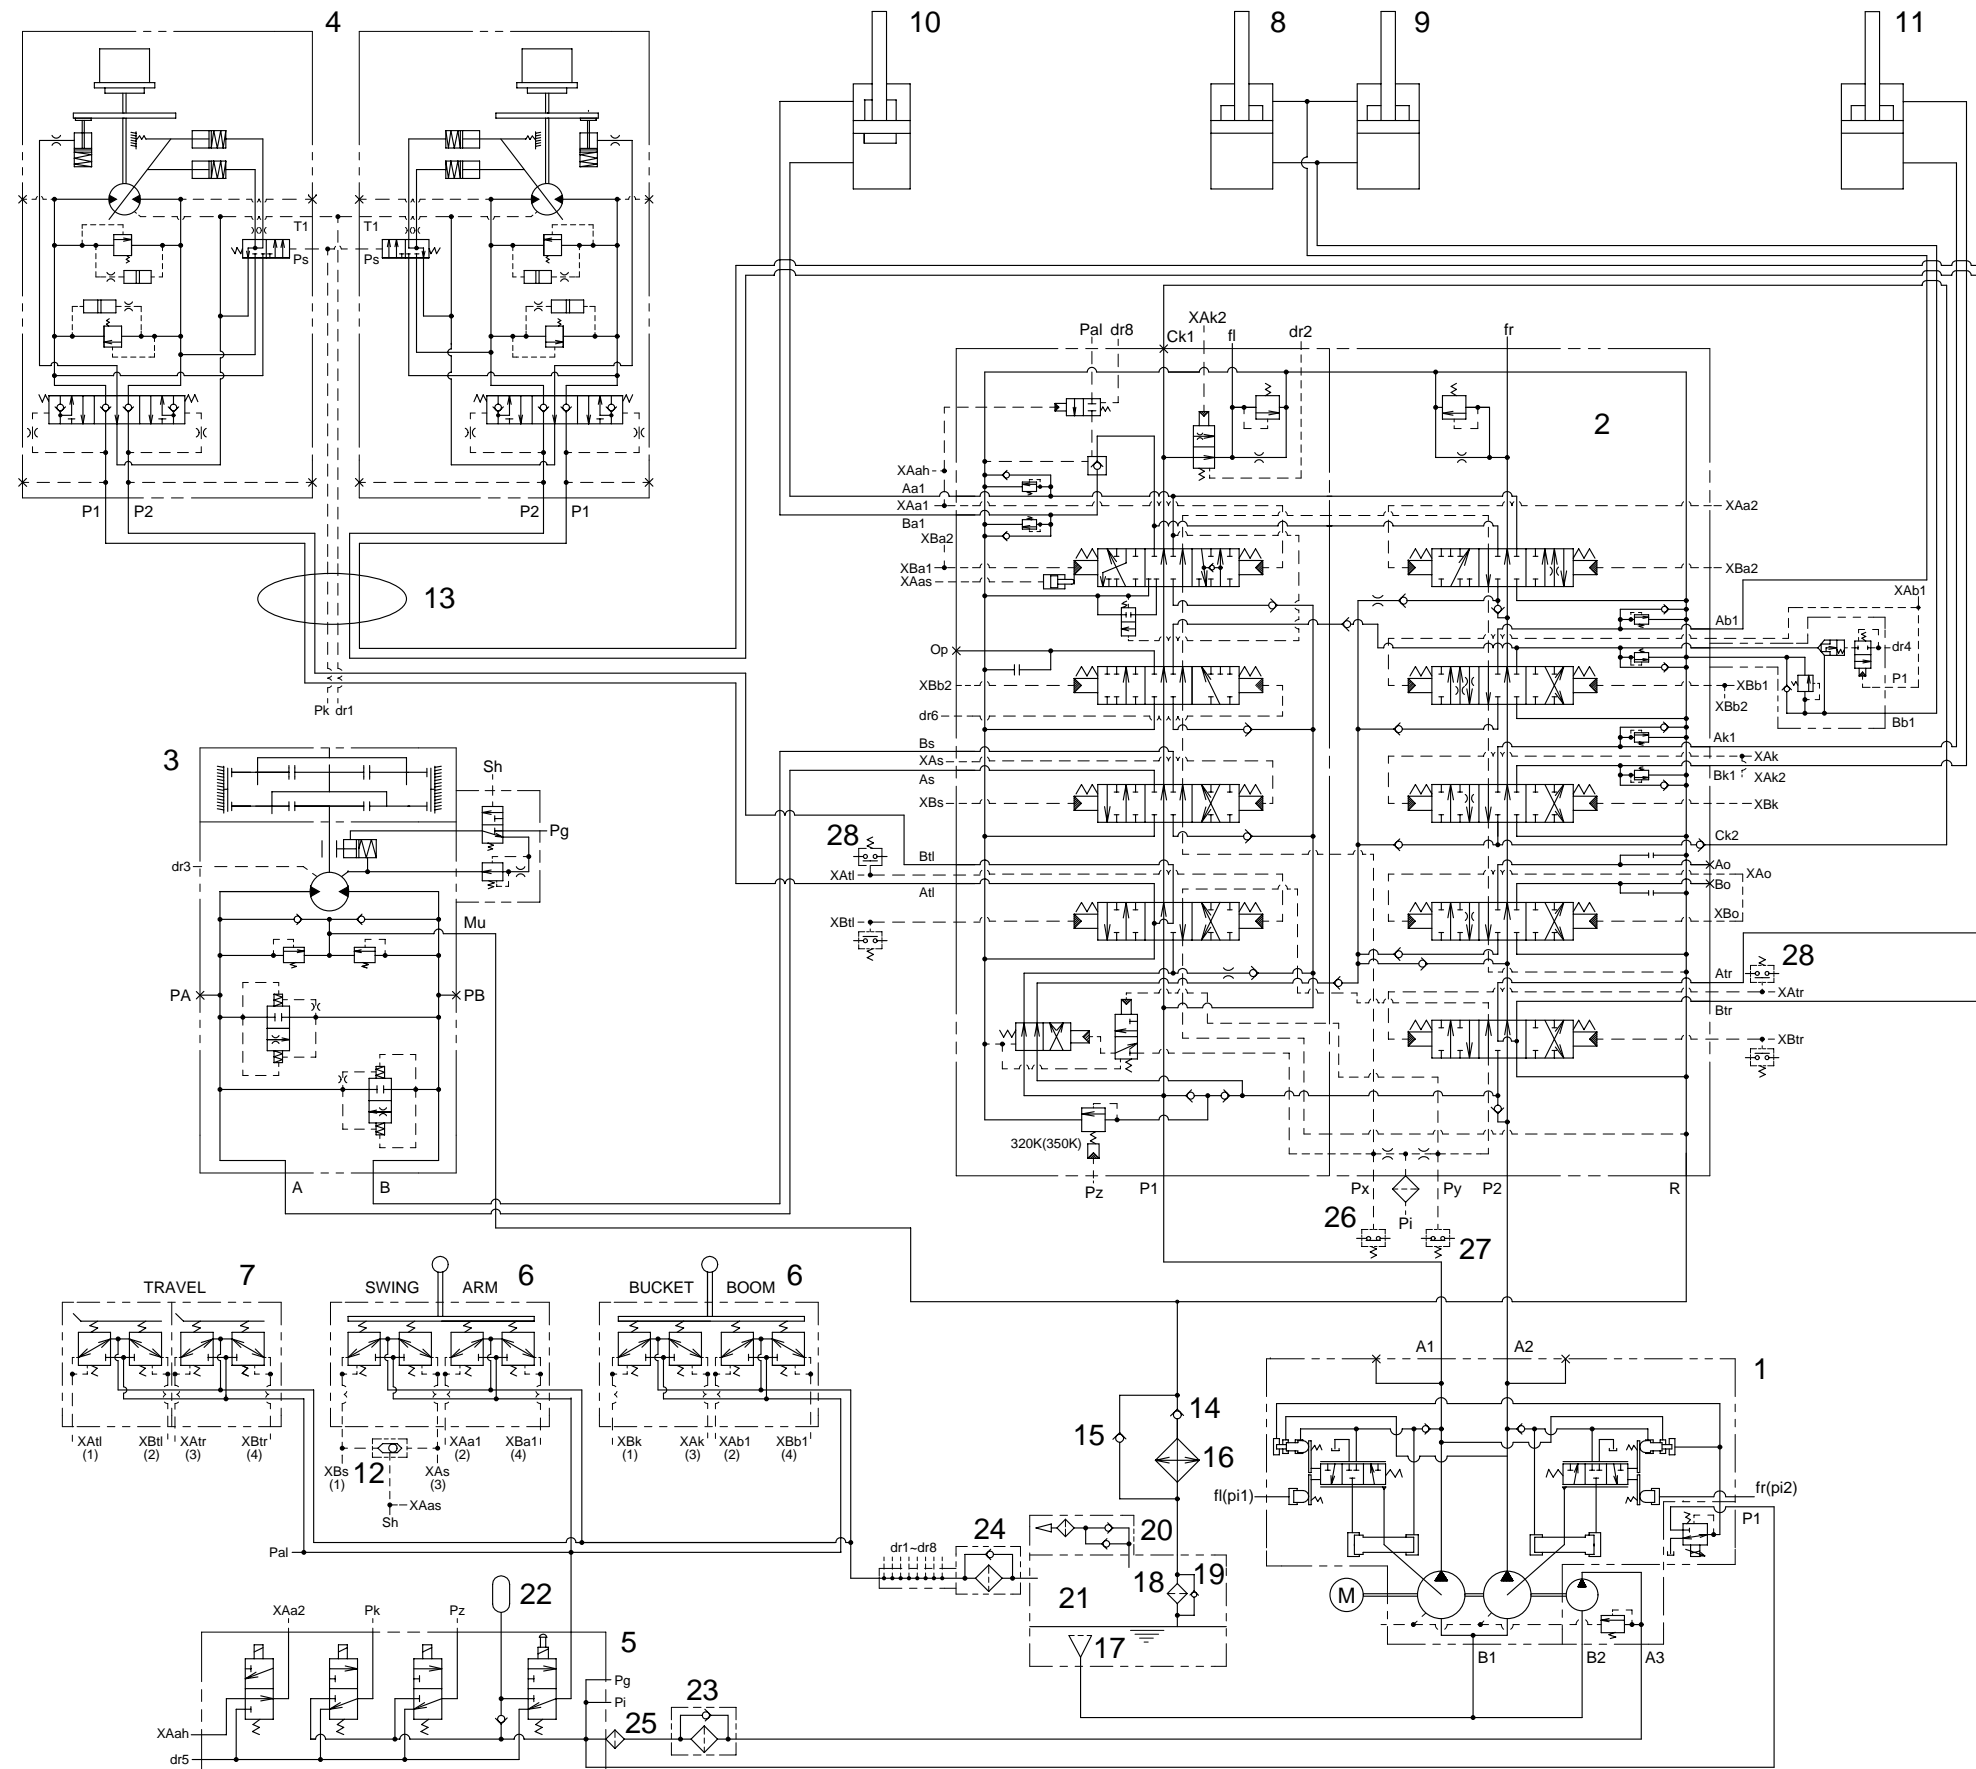 4
10
8
9
11
T1
Ps
T1
Ps
P1
P2
P2
P1
13
Pk
dr1
Pal
dr8
XAk2
Ck1
fl
dr2
fr
2
XAah
Aa1
XAa1
Ba1
XBa2
XBa1
XAas
Op
XBb2
dr6
Bs
XAs
As
XBs
28
Btl
XAtl
Atl
XBtl
XAa2
XBa2
XAb1
Ab1
dr4
P1
XBb1
XBb2
Bb1
Ak1
XAk
Bk1
XAk2
XBk
Ck2
Ao
XAo
Bo
XBo
28
Atr
XAtr
Btr
XBtr
320K(350K)
Pz
P1
Px
Py
P2
R
Pi
26
27
3
Sh
Pg
dr3
Mu
PA
PB
A
B
7
TRAVEL
SWING
6
ARM
BUCKET
BOOM
6
XAtl
(1)
XBtl
(2)
XAtr
(3)
XBtr
(4)
XBs
(1)
12
XAs
(3)
XAa1
(2)
XBa1
(4)
XAas
Sh
XBk
(1)
XAk
(3)
XAb1
(2)
XBb1
(4)
Pal
14
15
16
A1
A2
1
fl(pi1)
fr(pi2)
P1
24
dr1~dr8
20
18
19
21
17
M
B1
B2
A3
22
XAa2
Pk
Pz
5
Pg
Pi
25
23
XAah
dr5